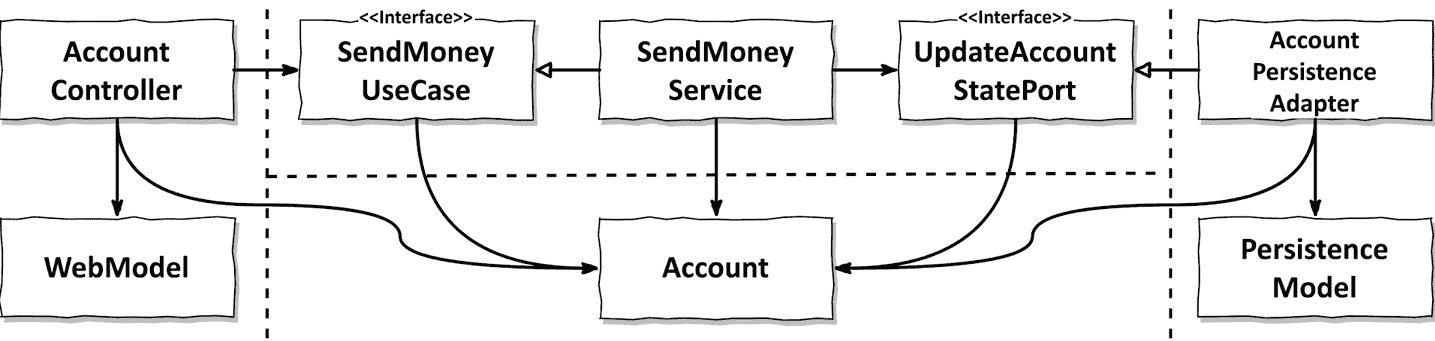 <<Interface>>
<<Interface>>
Account
Controller
SendMoney
UseCase
SendMoney
Service
UpdateAccount
StatePort
Account
Persistence
Adapter
WebModel
Account
Persistence
Model